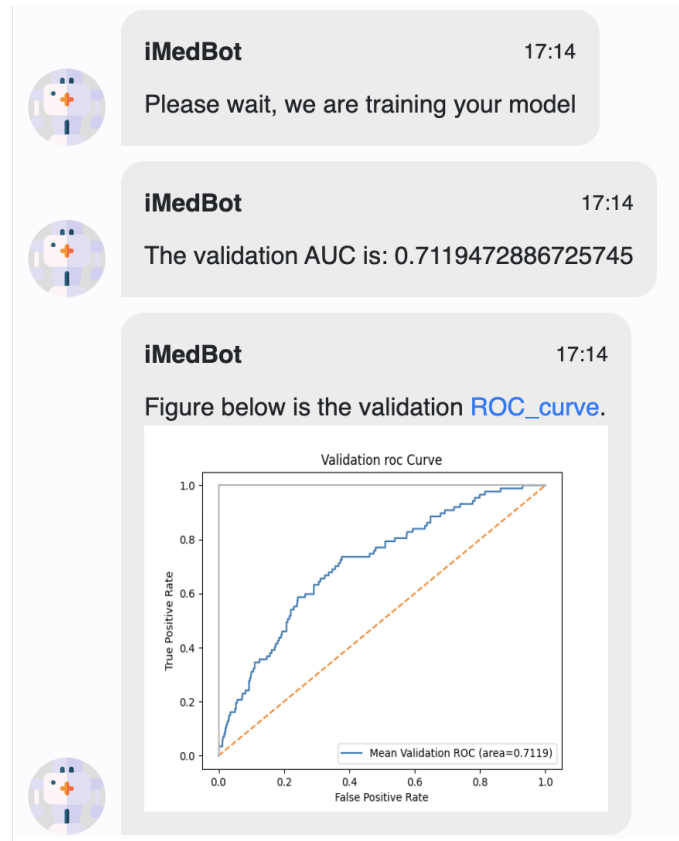 iMedBot 17:14
Please wait, we are training your model
iMedBot 17:14
The validation AUC is: 0.7119472886725745
iMedBot 17:14
Figure below is the validation ROC_curve.
Validation roc Curve
1.0
0.8
0.6
0.4
0.2
0.0
True Positive Rate
Mean Validation ROC (area=0.7119)
0.0 0.2 0.4 0.6 0.8 1.0
False Positive Rate